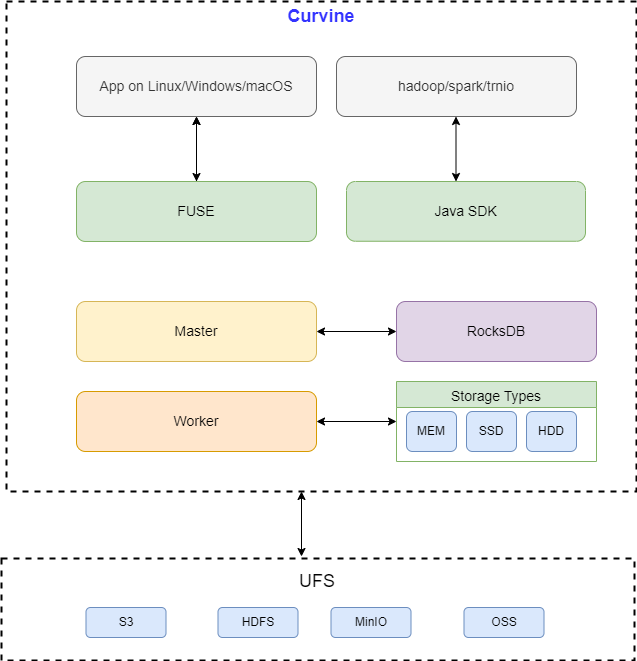 Curvine
App on Linux/Windows/macOS
hadoop/spark/trnio
FUSE
Java SDK
Master
RocksDB
Worker
Storage Types
MEM
SSD
HDD
UFS
S3
HDFS
MinIO
OSS